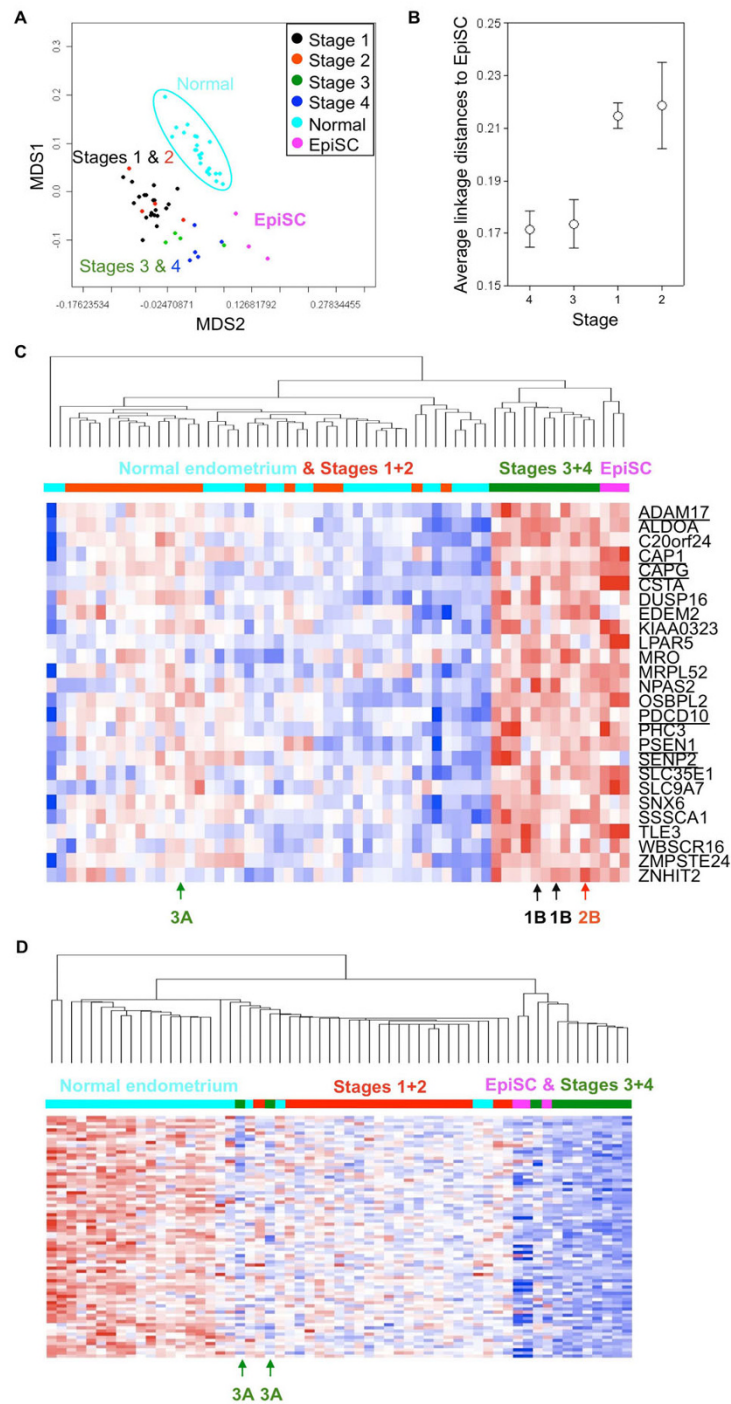 A
Stage 1
Stage 2
Stage 3
Stage 4
Normal
EpiSC
Normal
Stages 1 & 2
EpiSC
Stages 3 & 4
MDS1
0.3
0.2
0.1
0.0
-0.1
-0.17623534 -0.02470871 0.12681792 0.27834455
MDS2
B
Average linkage distances to EpiSC
0.25
0.23
0.21
0.19
0.17
0.15
4 3 1 2
Stage
C
Normal endometrium & Stages 1+2 Stages 3+4 EpiSC
ADAM17
ALDOA
C20orf24
CAP1
CAPG
CSTA
DUSP16
EDEM2
KIAA0323
LPAR5
MRO
MRPL52
NPAS2
OSBPL2
PDCD10
PHC3
PSEN1
SENP2
SLC35E1
SLC9A7
SNX6
SSSCA1
TLE3
WBSCR16
ZMPSTE24
ZNHIT2
3A 1B 1B 2B
D
Normal endometrium Stages 1+2 EpiSC & Stages 3+4
3A 3A